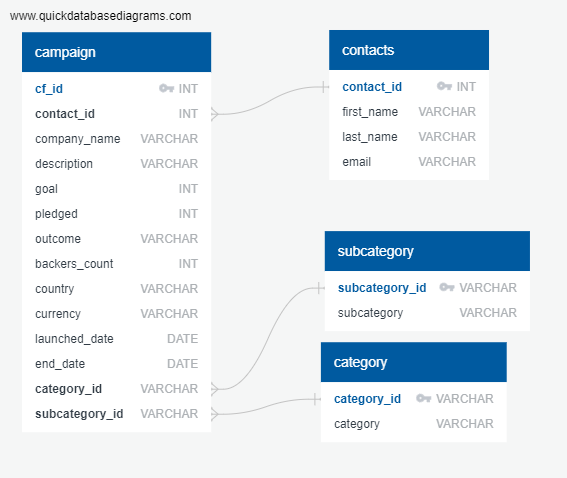 www.quickdatabasediagrams.com
campaign
cf_id INT
contact_id INT
company_name VARCHAR
description VARCHAR
goal INT
pledged INT
outcome VARCHAR
backers_count INT
country VARCHAR
currency VARCHAR
launched_date DATE
end_date DATE
category_id VARCHAR
subcategory_id VARCHAR
contacts
contact_id INT
first_name VARCHAR
last_name VARCHAR
email VARCHAR
subcategory
subcategory_id VARCHAR
subcategory VARCHAR
category
category_id VARCHAR
category VARCHAR